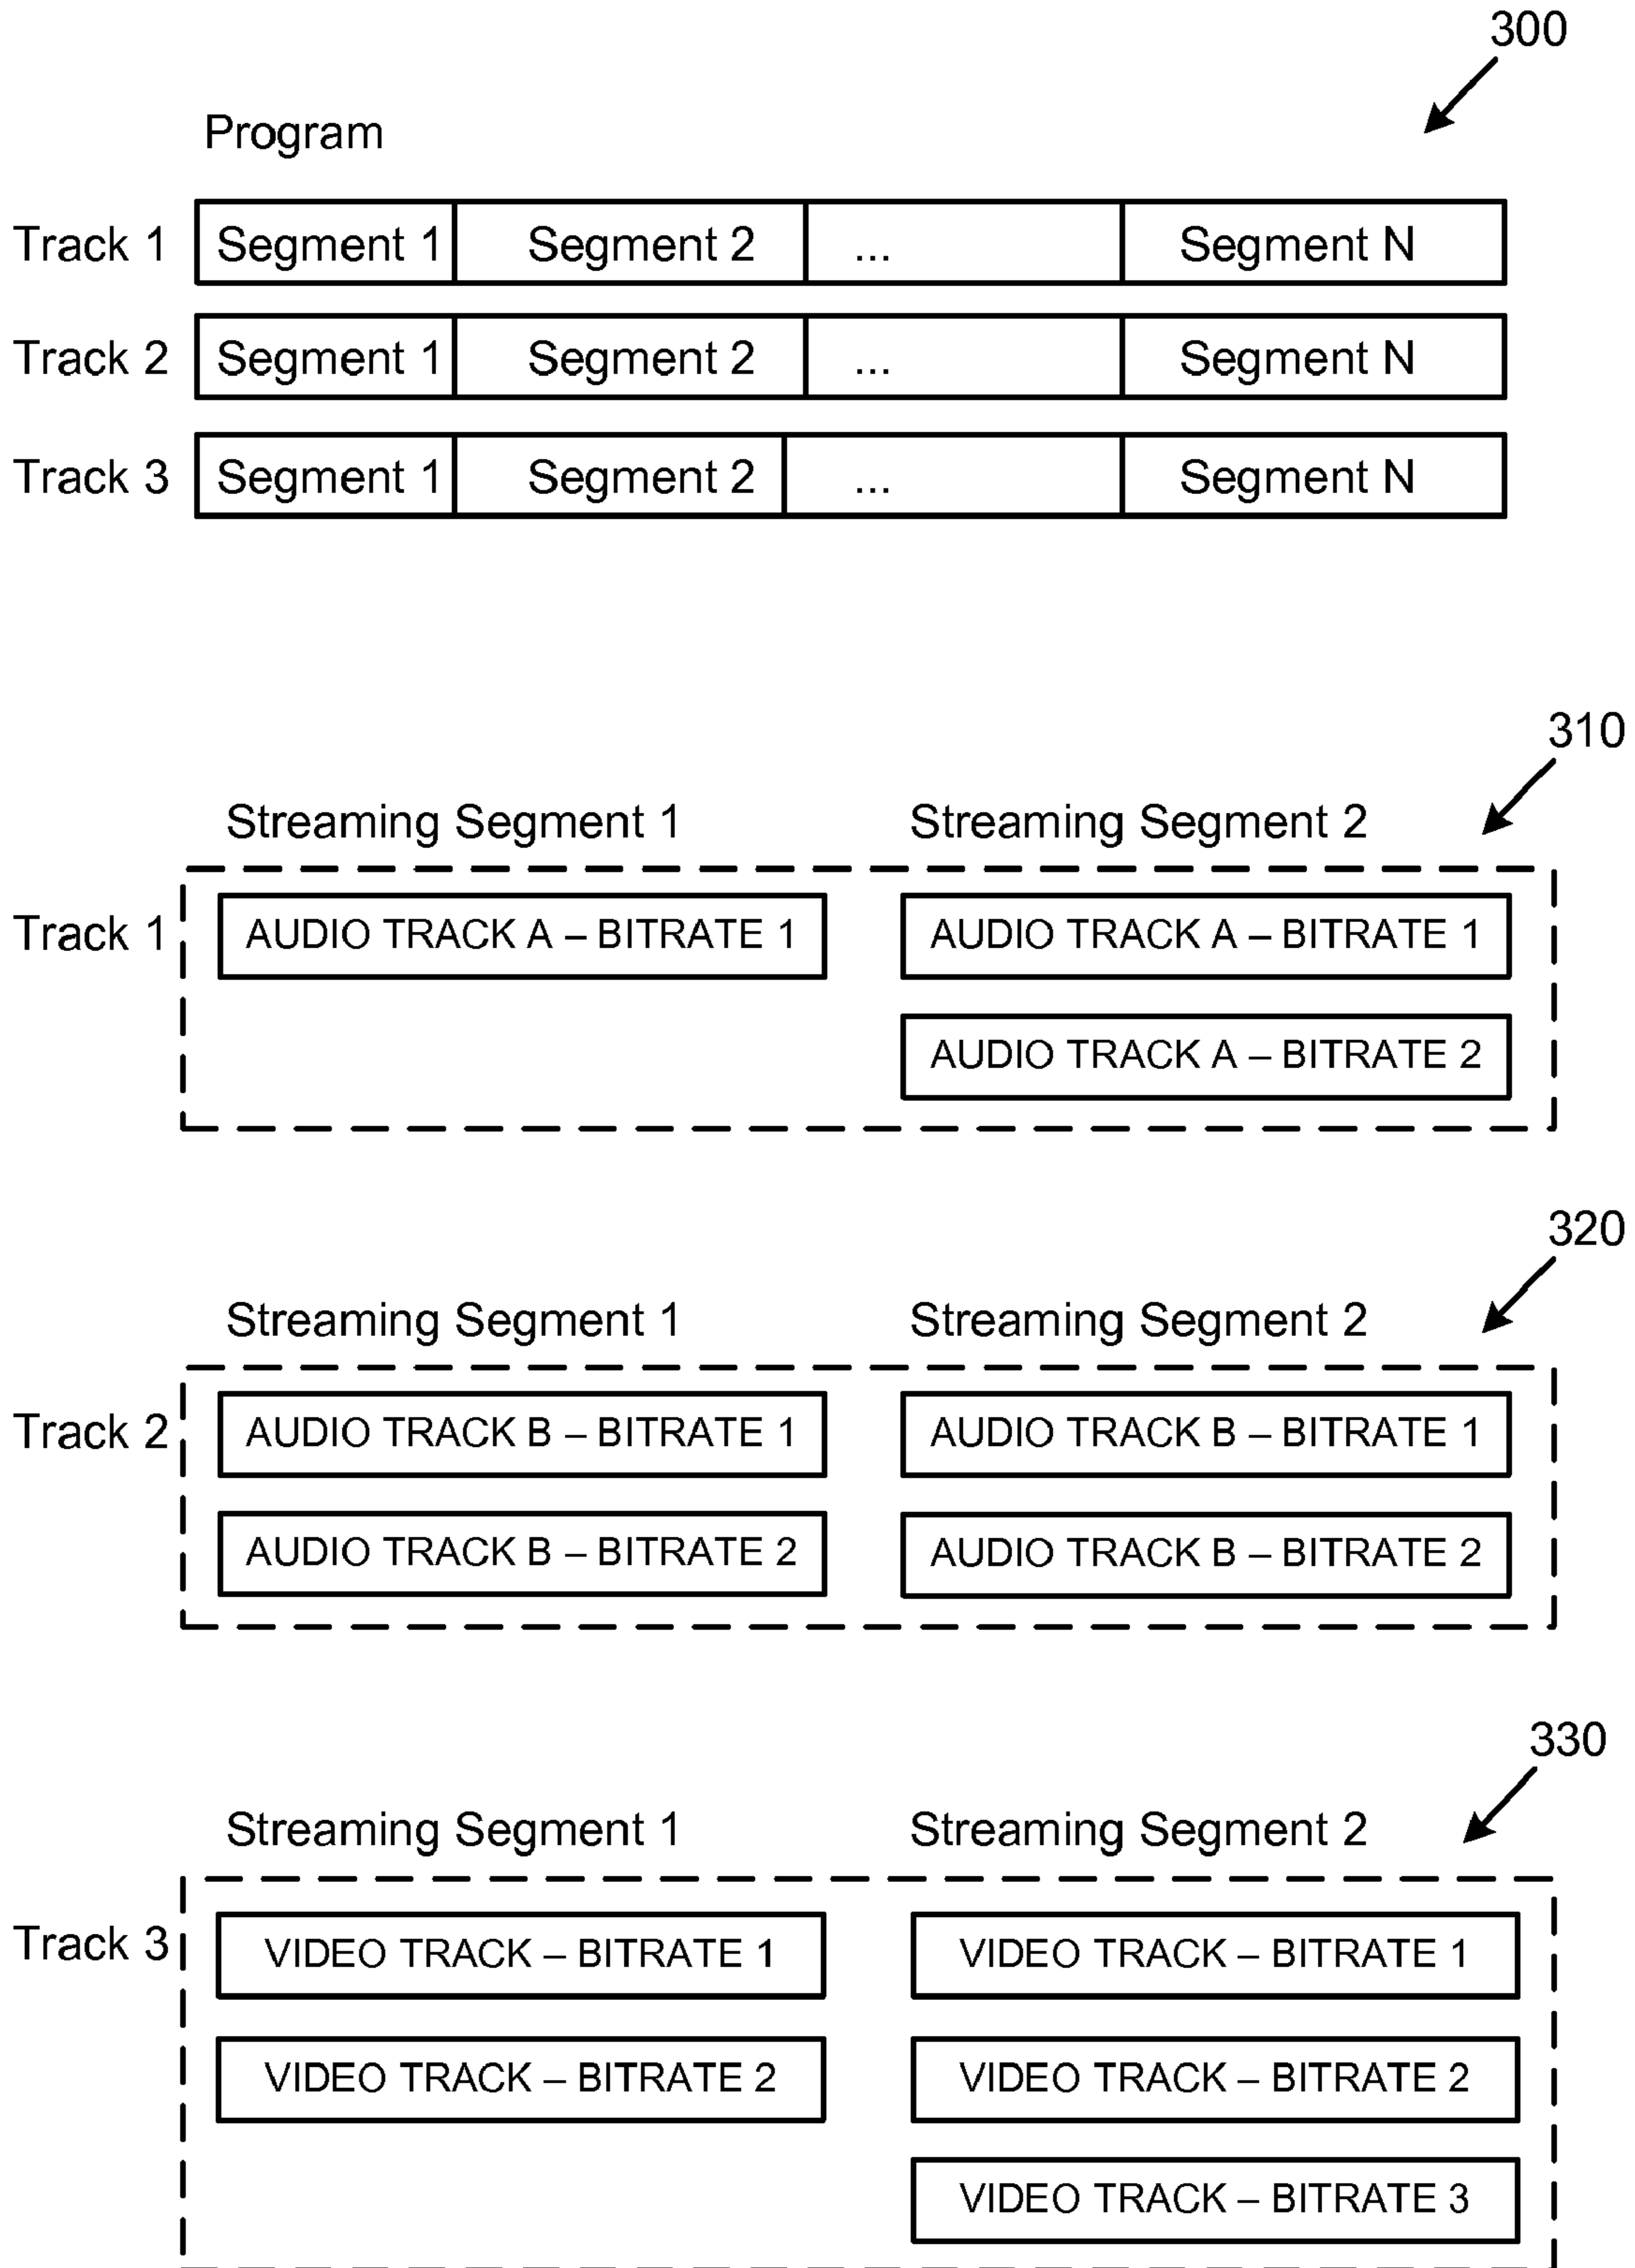 300
Program
Track 1 Segment 1 Segment 2 ... Segment N
Track 2 Segment 1 Segment 2 ... Segment N
Track 3 Segment 1 Segment 2 ... Segment N
310
Streaming Segment 1 Streaming Segment 2
Track 1 AUDIO TRACK A – BITRATE 1 AUDIO TRACK A – BITRATE 1
AUDIO TRACK A – BITRATE 2
320
Streaming Segment 1 Streaming Segment 2
Track 2 AUDIO TRACK B – BITRATE 1 AUDIO TRACK B – BITRATE 1
AUDIO TRACK B – BITRATE 2 AUDIO TRACK B – BITRATE 2
330
Streaming Segment 1 Streaming Segment 2
Track 3 VIDEO TRACK – BITRATE 1 VIDEO TRACK – BITRATE 1
VIDEO TRACK – BITRATE 2 VIDEO TRACK – BITRATE 2
VIDEO TRACK – BITRATE 3